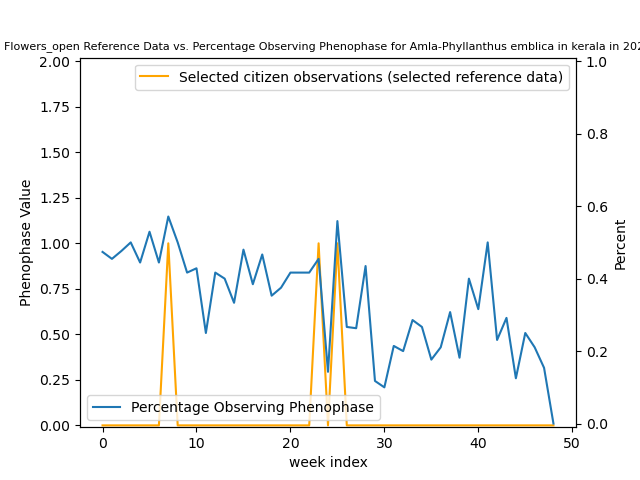 Flowers_open Reference Data vs. Percentage Observing Phenophase for Amla-Phyllanthus emblica in kerala in 202
Selected citizen observations (selected reference data)
Percentage Observing Phenophase
Phenophase Value
2.00
1.75
1.50
1.25
1.00
0.75
0.50
0.25
0.00
1.0
0.8
0.6
0.4
0.2
0.0
Percent
0 10 20 30 40 50
week index